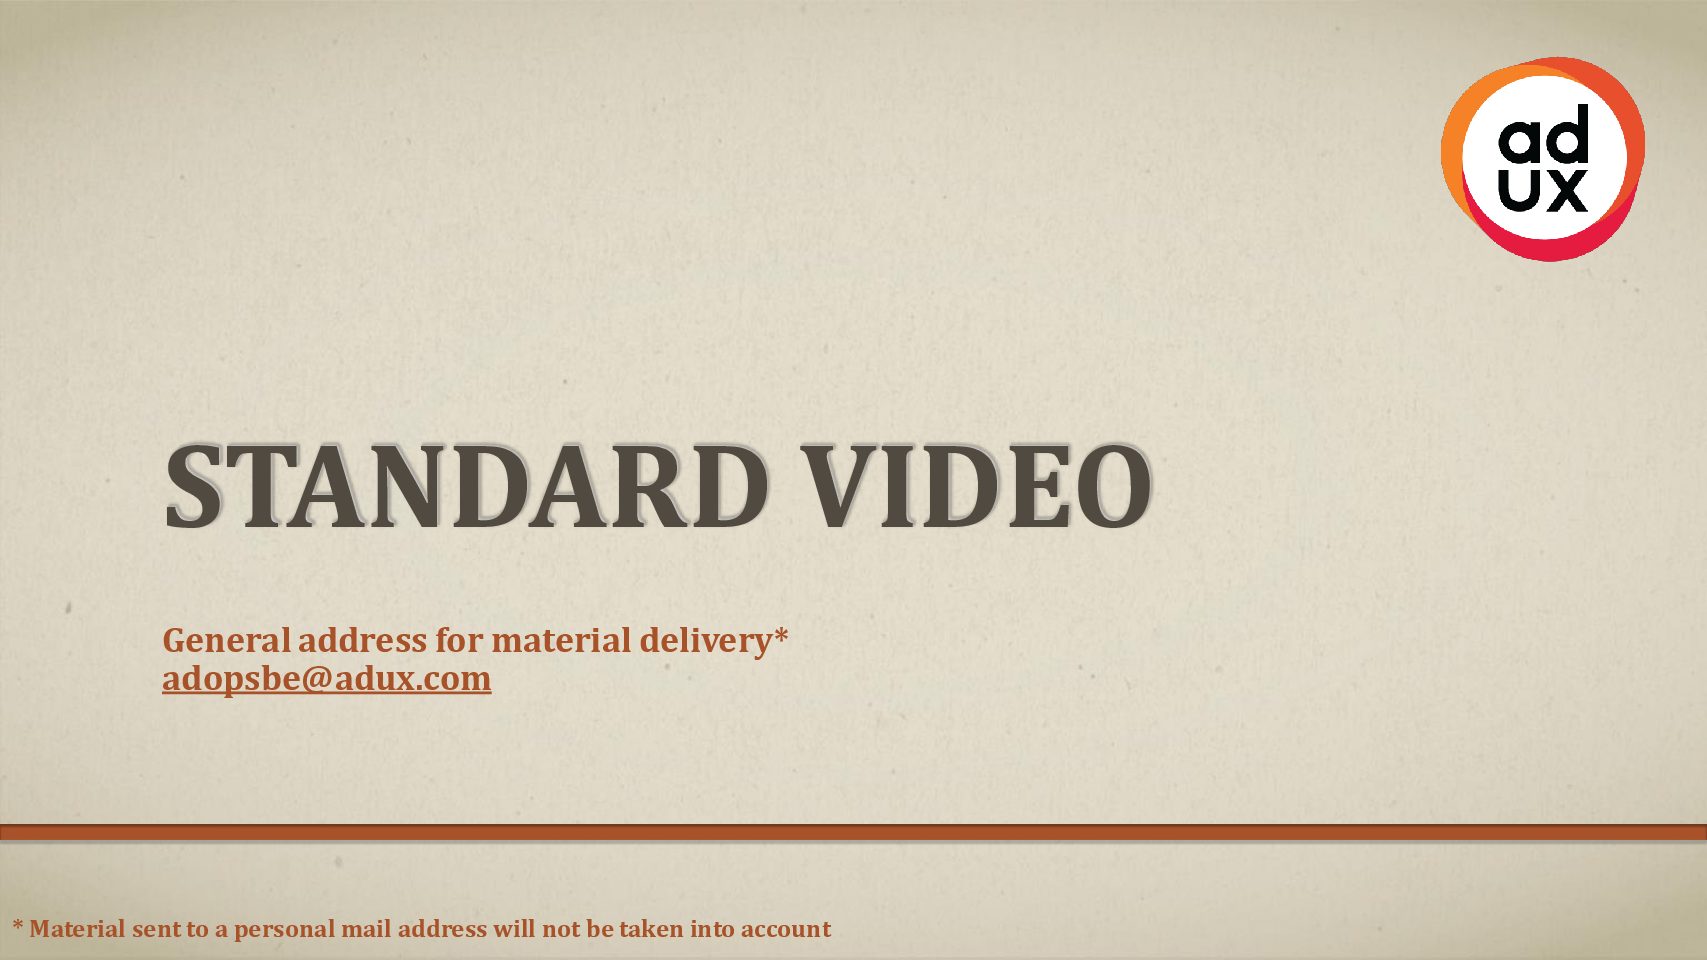 ad
ux
STANDARD VIDEO
General address for material delivery*
adopsbe@adux.com
* Material sent to a personal mail address will not be taken into account